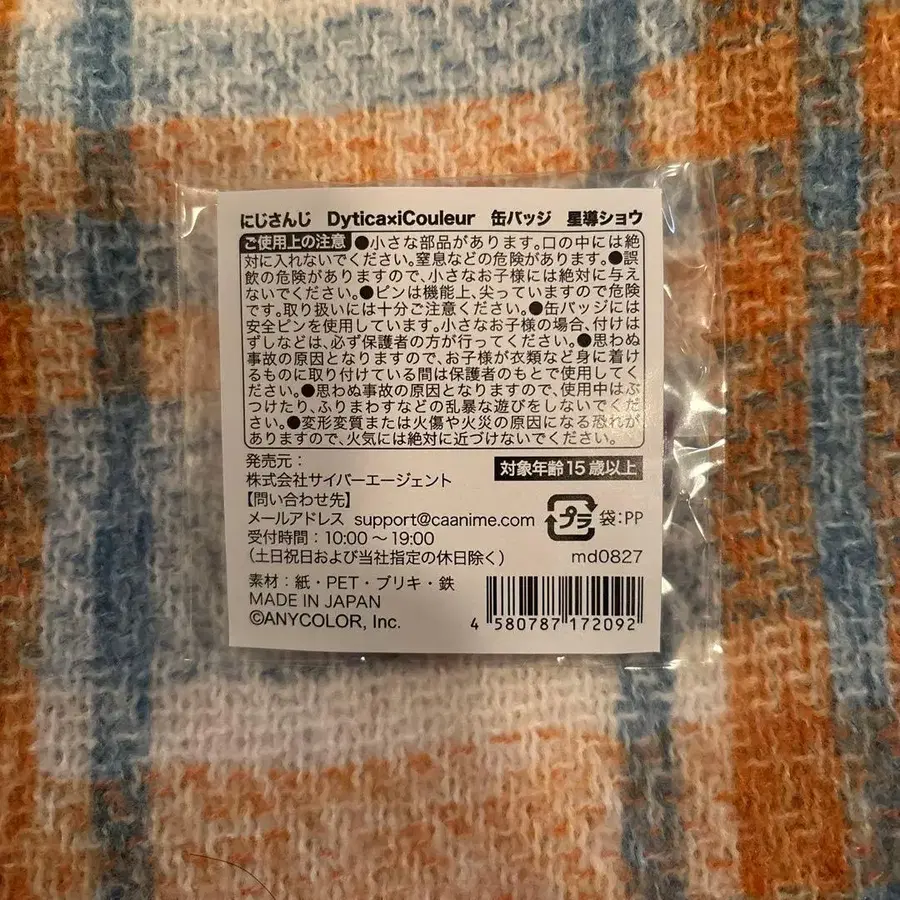 にじさんじ Dytica×iCouleur 缶バッジ 星導ショウ
ご使用上の注意 ●小さな部品があります。口の中には絶
対に入れないでください。窒息などの危険があります。●誤
飲の危険がありますので、小さなお子様には絶対に与え
ないでください。●ピンは機能上、尖っていますので危険
です。取り扱いには十分ご注意ください。●缶バッジには
安全ピンを使用しています。小さなお子様の場合、付けは
ずしなどは、必ず保護者の方が行ってください。●思わぬ
事故の原因となりますので、お子様が衣類など身に着け
るものに取り付けている間は保護者のもとで使用してく
ださい。●思わぬ事故の原因となりますので、使用中はぶ
つけたり、ふりまわすなどの乱暴な遊びをしないでくだ
さい。●変形変質または火傷や火災の原因になる恐れが
ありますので、火気には絶対に近づけないでください。
発売元：
対象年齢15歳以上
株式会社サイバーエージェント
【問い合わせ先】
メールアドレス support@caanime.com
プラ 袋：PP
受付時間：10:00～19:00
（土日祝日および当社指定の休日除く）
md0827
素材：紙・PET・ブリキ・鉄
MADE IN JAPAN
©ANYCOLOR, Inc.
4 580787 172092